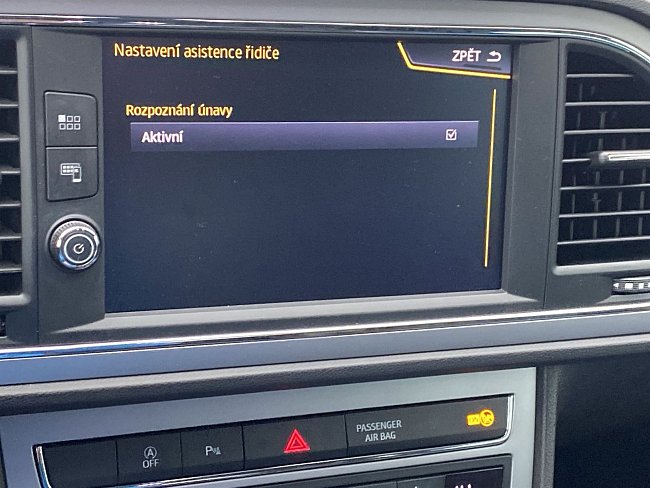 Nastavení asistence řidiče
ZPĚT
Rozpoznání únavy
Aktivní
A
OFF
P
PASSENGER
AIR BAG